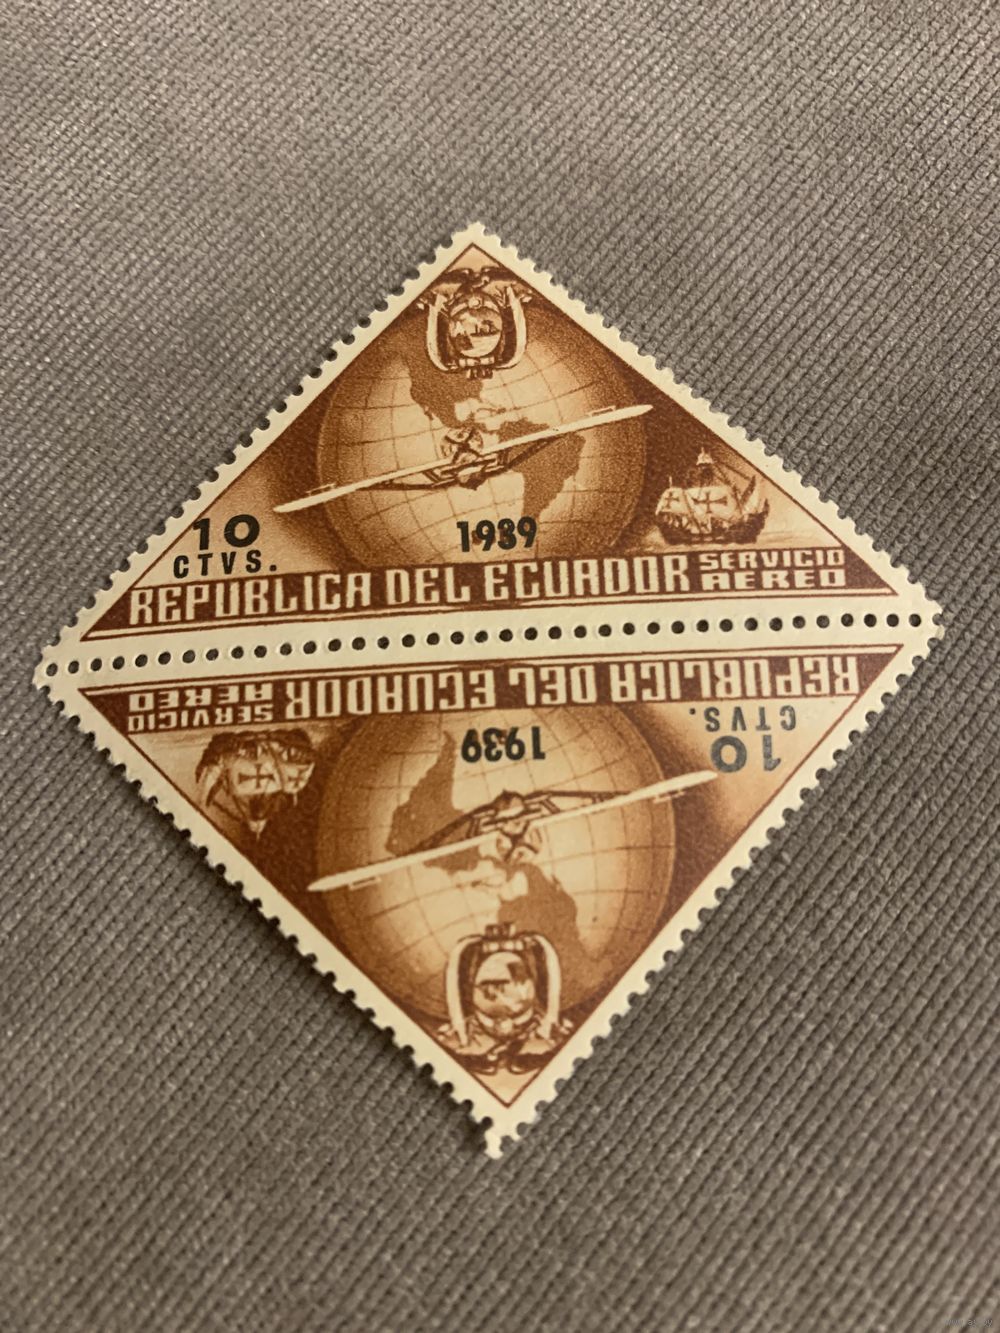 10
CTVS.
1939
REPUBLICA DEL ECUADOR SERVICIO
AEREO
REPUBLICA DEL ECUADOR SERVICIO
AEREO
10
CTVS.
1939